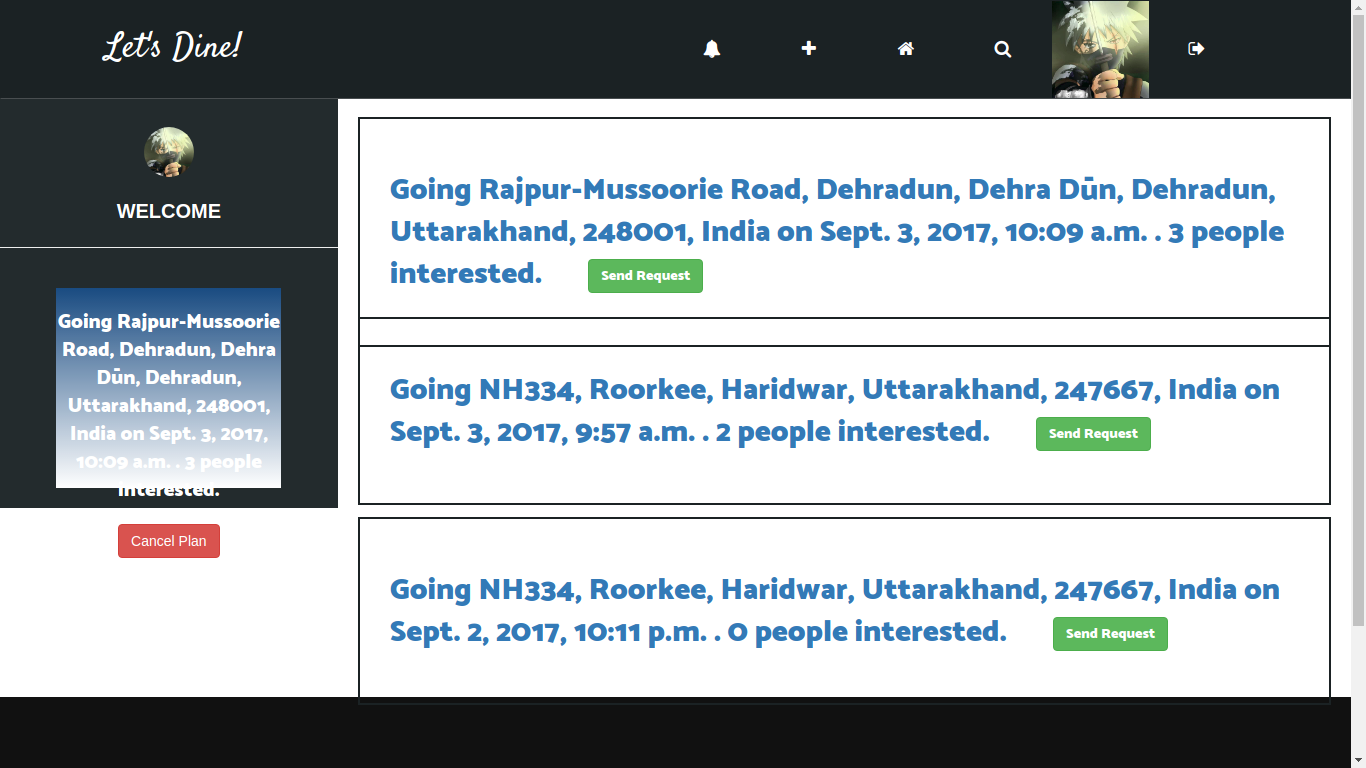 Let's Dine!
WELCOME
Going Rajpur-Mussoorie
Road, Dehradun, Dehra
Dūn, Dehradun,
Uttarakhand, 248001,
India on Sept. 3, 2017,
10:09 a.m. . 3 people
interested.
Cancel Plan
Going Rajpur-Mussoorie Road, Dehradun, Dehra Dūn, Dehradun,
Uttarakhand, 248001, India on Sept. 3, 2017, 10:09 a.m. . 3 people
interested. Send Request
Going NH334, Roorkee, Haridwar, Uttarakhand, 247667, India on
Sept. 3, 2017, 9:57 a.m. . 2 people interested. Send Request
Going NH334, Roorkee, Haridwar, Uttarakhand, 247667, India on
Sept. 2, 2017, 10:11 p.m. . 0 people interested. Send Request